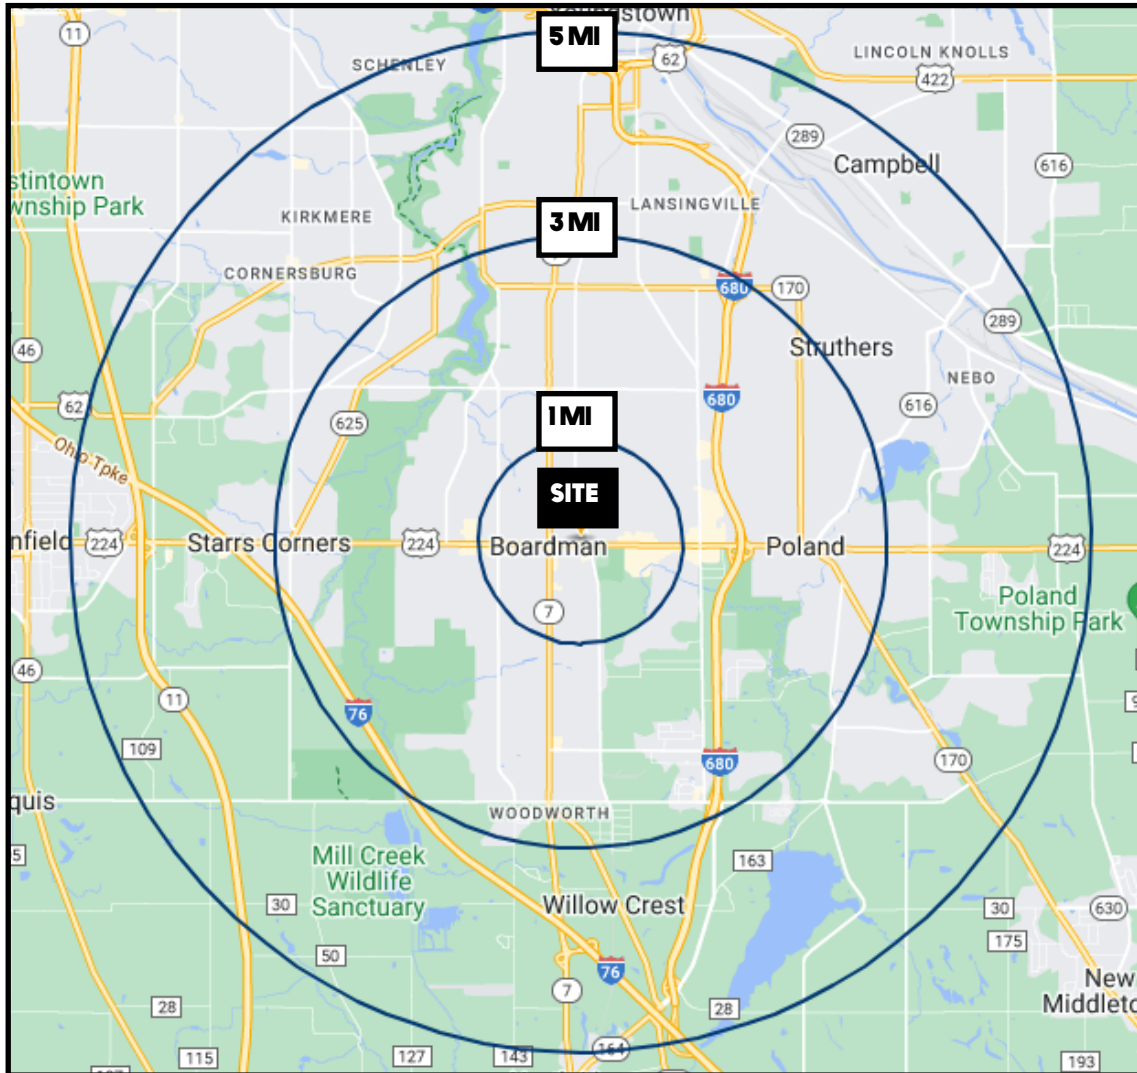 ungstown
5 MI
11
SCHENLEY
62
LINCOLN KNOLLS
422
289
Campbell
616
stintown
wnship Park
KIRKMERE
LANSINGVILLE
3 MI
CORNERSBURG
680
170
289
46
Struthers
NEBO
62
1 MI
680
616
625
Ohio Tpke
SITE
nfield
224
Starrs Corners
224
Boardman
Poland
224
7
Poland
Township Park
46
11
76
109
680
170
quis
WOODWORTH
Mill Creek
Wildlife
Sanctuary
163
30
Willow Crest
30
630
175
50
76
7
New
Middleto
28
28
164
115
127
143
193